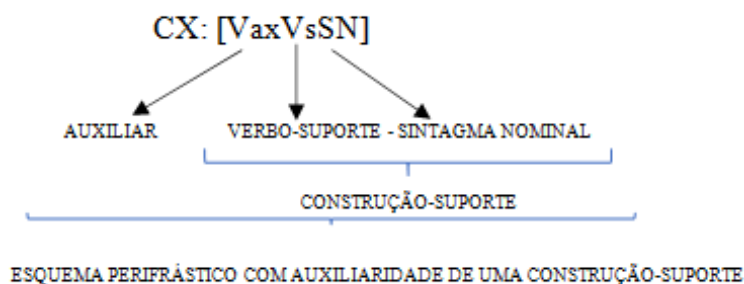 CX: [VaxVsSN]
AUXILIAR VERBO-SUPORTE - SINTAGMA NOMINAL
CONSTRUÇÃO-SUPORTE
ESQUEMA PERIFRÁSTICO COM AUXILIARIDADE DE UMA CONSTRUÇÃO-SUPORTE